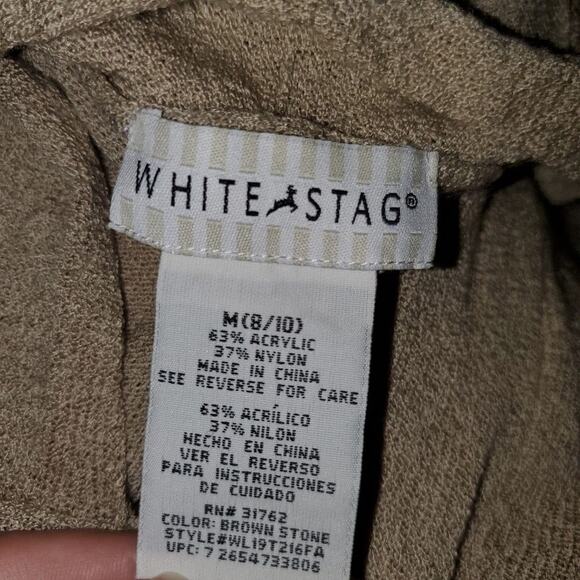 WHITE STAG®
M(8/10)
63% ACRYLIC
37% NYLON
MADE IN CHINA
SEE REVERSE FOR CARE
63% ACRÍLICO
37% NILON
HECHO EN CHINA
VER EL REVERSO
PARA INSTRUCCIONES
DE CUIDADO
RN# 31762
COLOR: BROWN STONE
STYLE#WL19T216FA
UPC: 7 2654733806